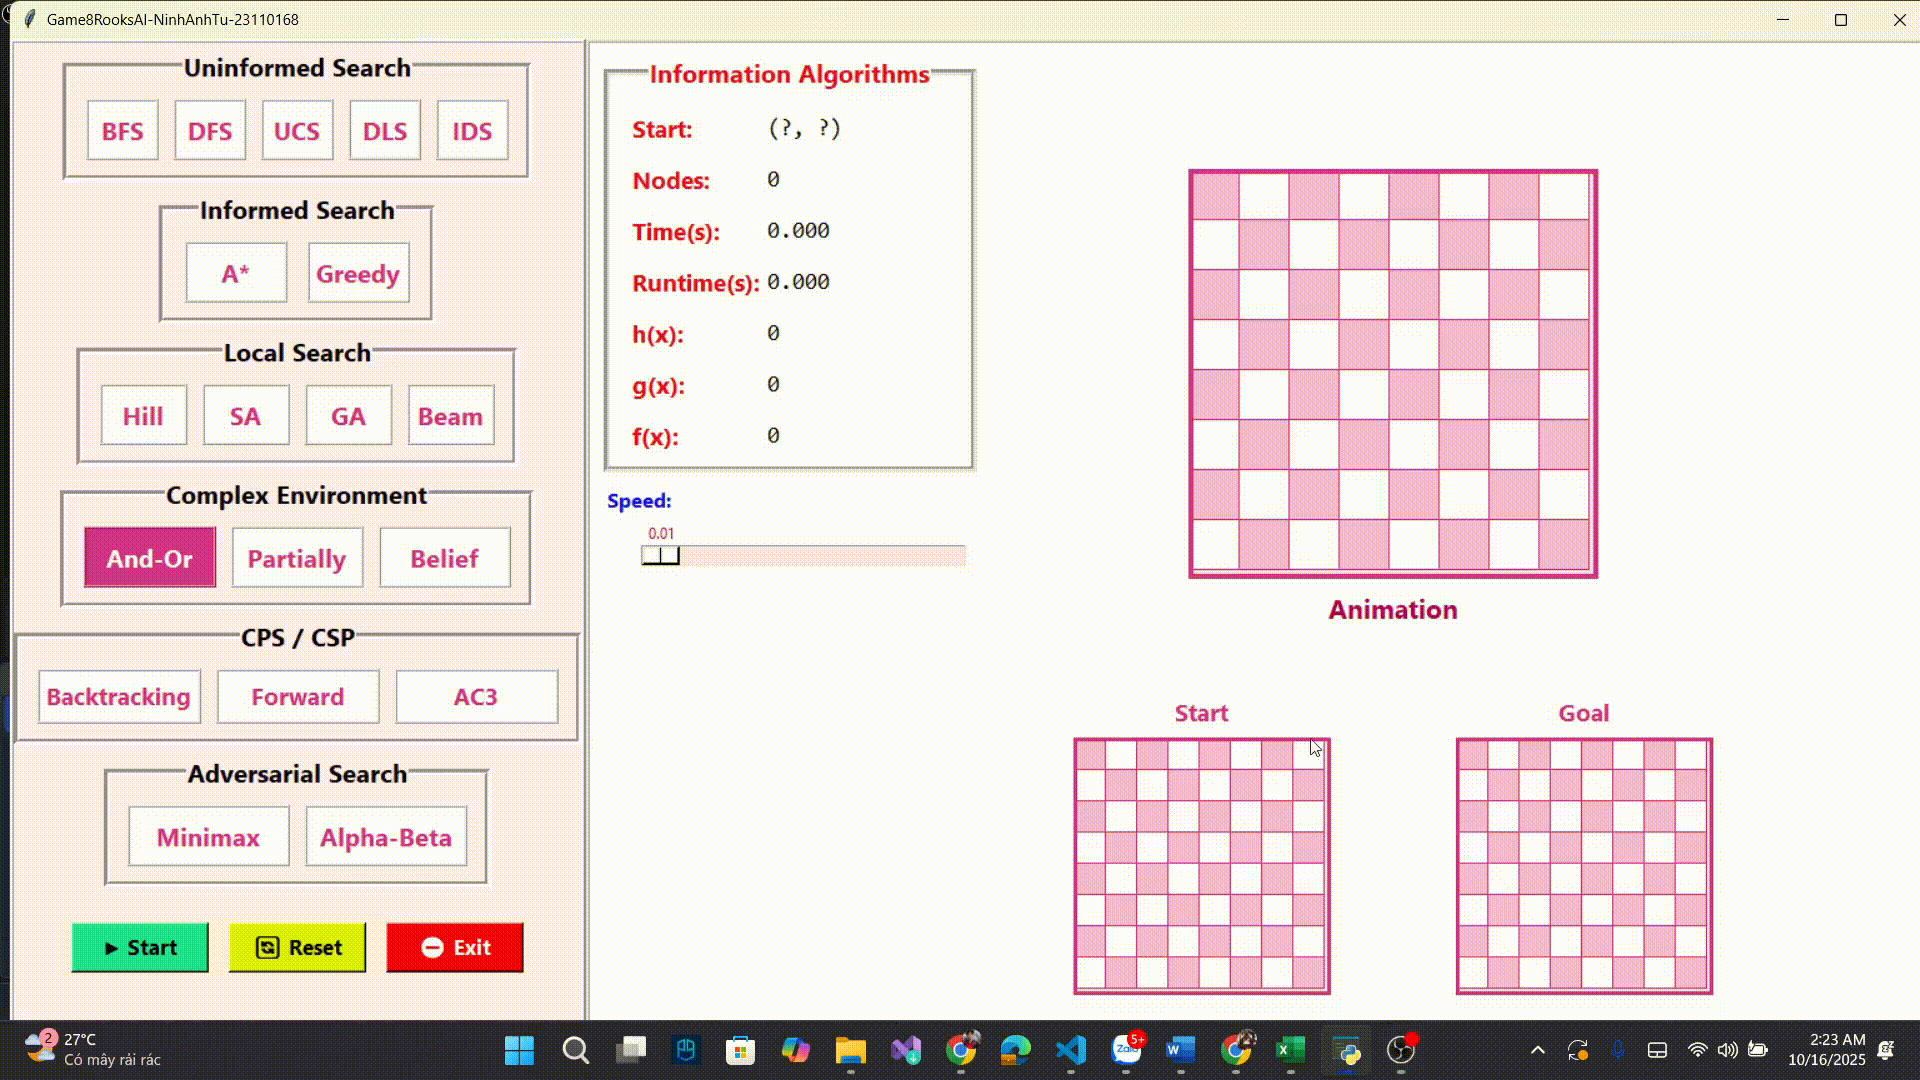 Game8RooksAI-NinhAnhTu-23110168
Uninformed Search
BFS DFS UCS DLS IDS
Informed Search
A* Greedy
Local Search
Hill SA GA Beam
Complex Environment
And-Or Partially Belief
CPS / CSP
Backtracking Forward AC3
Adversarial Search
Minimax Alpha-Beta
Start Reset Exit
Information Algorithms
Start: (?, ?)
Nodes: 0
Time(s): 0.000
Runtime(s): 0.000
h(x): 0
g(x): 0
f(x): 0
Speed:
0.01
Animation
Start
Goal
2
27°C
Có mây rải rác
Zalo
5+
2:23 AM
10/16/2025